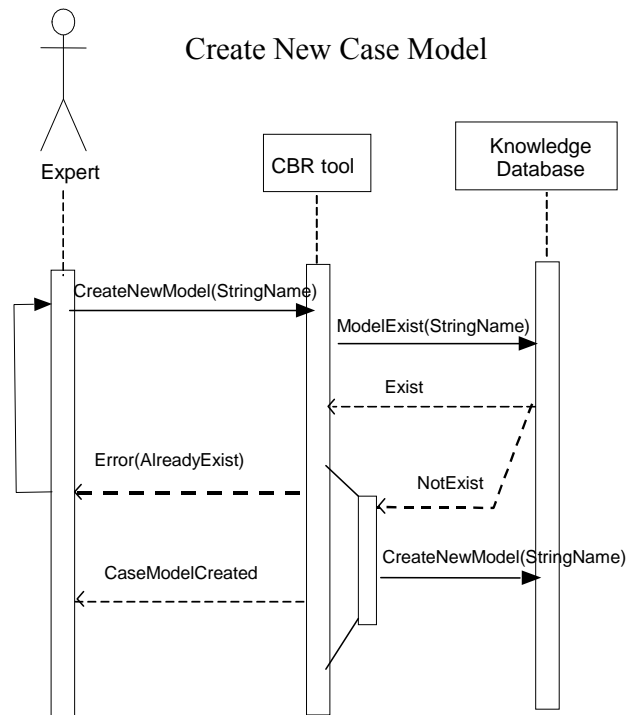 Create New Case Model
Expert
CBR tool
Knowledge
Database
CreateNewModel(StringName)
ModelExist(StringName)
Exist
Error(AlreadyExist)
NotExist
CreateNewModel(StringName)
CaseModelCreated